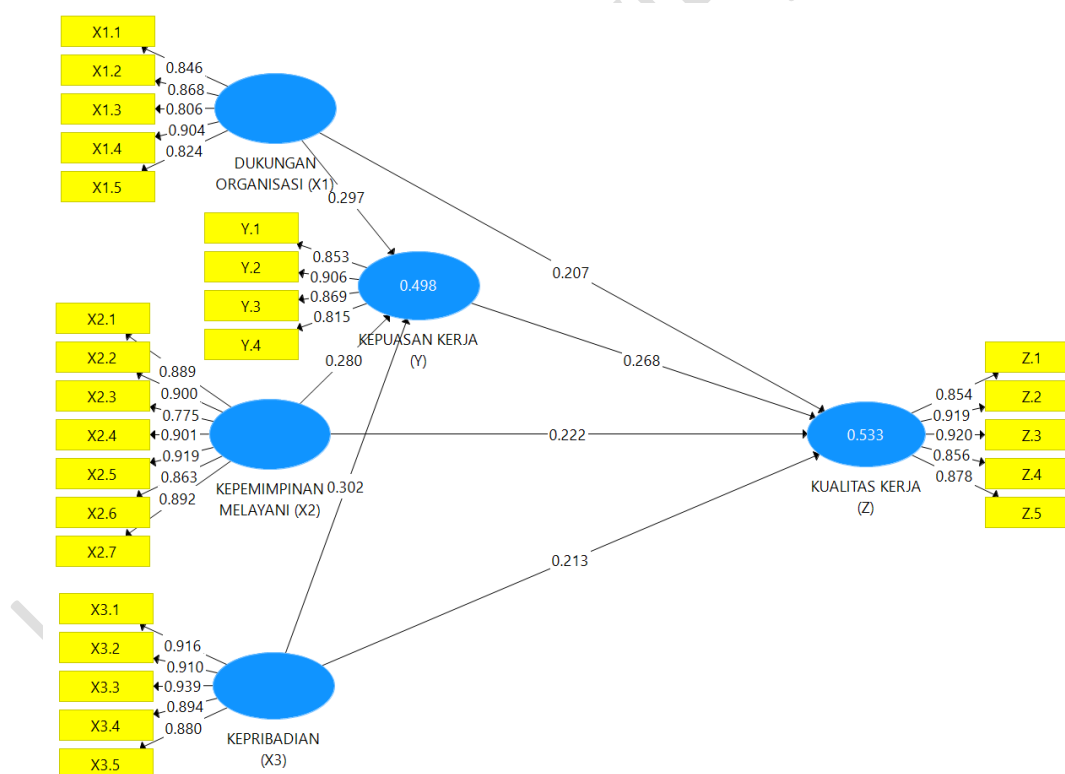 X1.1
X1.2
X1.3
X1.4
X1.5
0.846
0.868
0.806
0.904
0.824
DUKUNGAN
ORGANISASI (X1)
0.297
0.207
Y.1
Y.2
Y.3
Y.4
0.853
0.906
0.869
0.815
0.498
KEPUASAN KERJA
(Y)
0.280
0.268
X2.1
X2.2
X2.3
X2.4
X2.5
X2.6
X2.7
0.889
0.900
0.775
0.901
0.919
0.863
0.892
KEPEMIMPINAN
MELAYANI (X2)
0.302
0.222
0.533
KUALITAS KERJA
(Z)
0.854
0.919
0.920
0.856
0.878
Z.1
Z.2
Z.3
Z.4
Z.5
0.213
X3.1
X3.2
X3.3
X3.4
X3.5
0.916
0.910
0.939
0.894
0.880
KEPRIBADIAN
(X3)